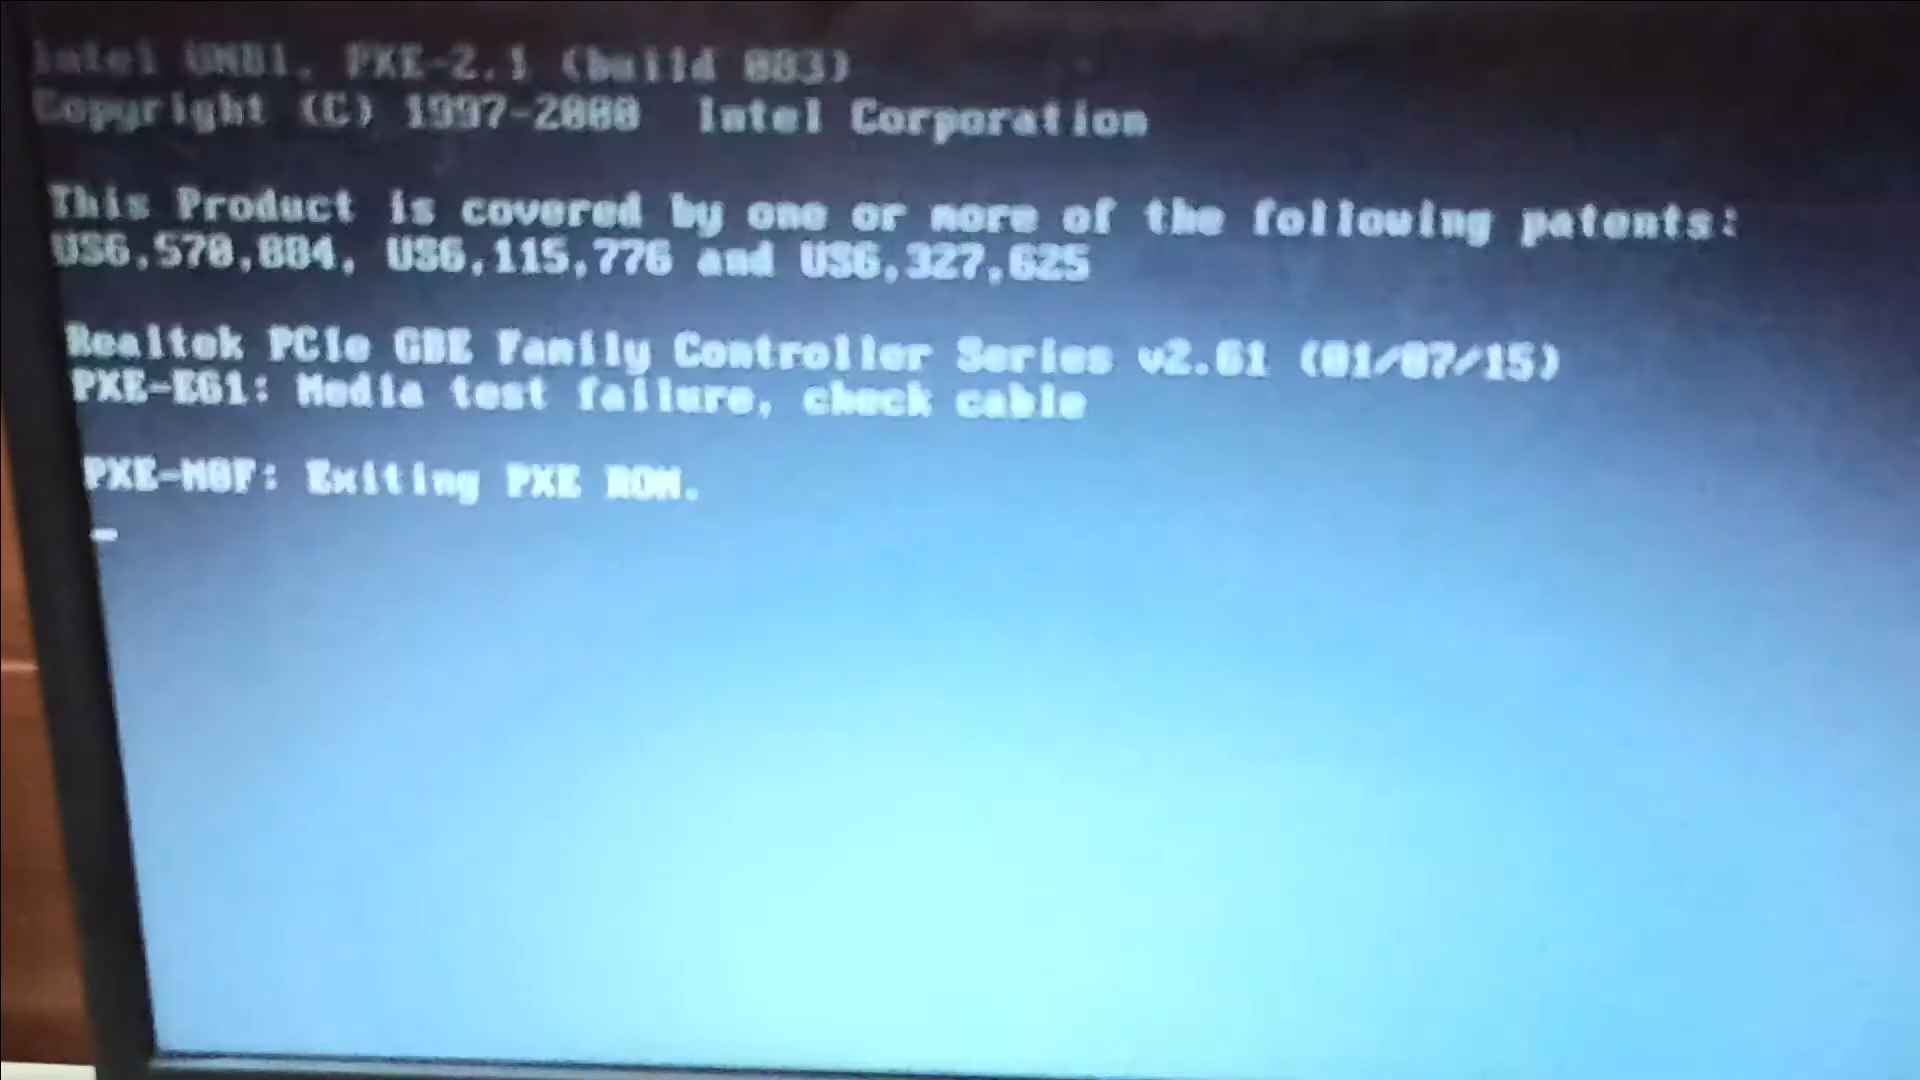 Intel UNDI, PXE-2.1 (build 083)
Copyright (C) 1997-2000 Intel Corporation
This Product is covered by one or more of the following patents:
US6,570,884, US6,115,776 and US6,327,625
Realtek PCIe GBE Family Controller Series v2.61 (01/07/15)
PXE-E61: Media test failure, check cable
PXE-M0F: Exiting PXE ROM.